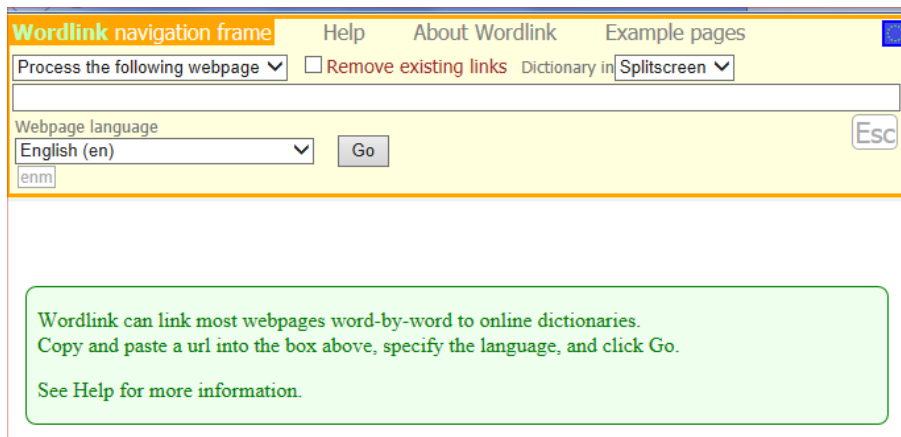 Wordlink navigation frame Help About Wordlink Example pages
Process the following webpage Remove existing links Dictionary in Splitscreen
Webpage language
Esc
English (en) Go
enm
Wordlink can link most webpages word-by-word to online dictionaries.
Copy and paste a url into the box above, specify the language, and click Go.
See Help for more information.